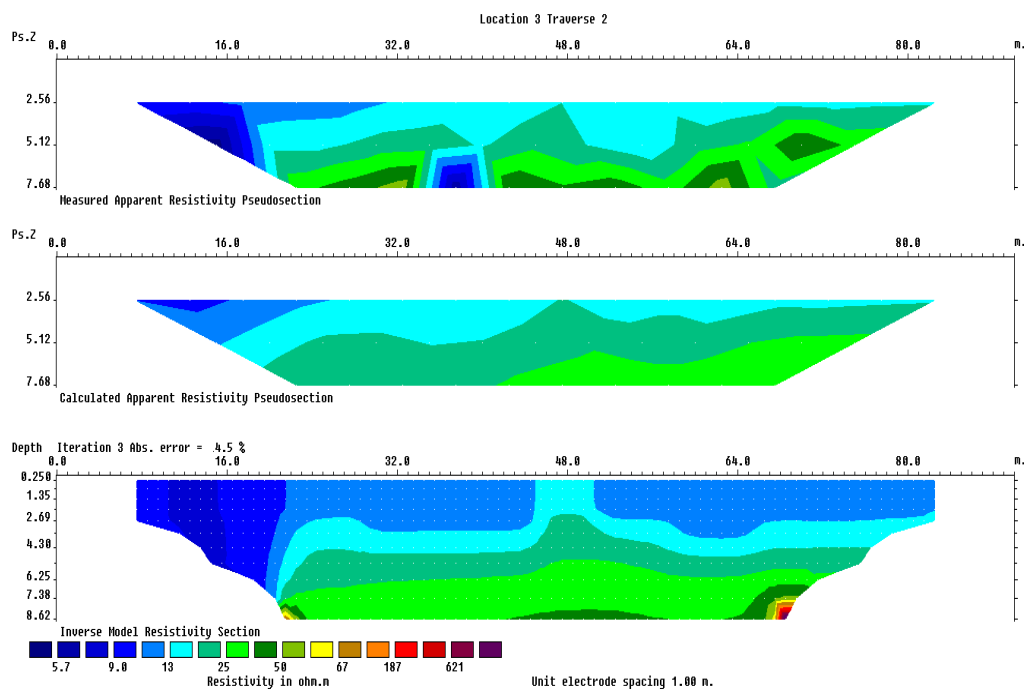 Location 3 Traverse 2
Ps.Z 0.0 16.0 32.0 48.0 64.0 80.0 m.
2.56
5.12
7.68
Measured Apparent Resistivity Pseudosection
Ps.Z 0.0 16.0 32.0 48.0 64.0 80.0 m.
2.56
5.12
7.68
Calculated Apparent Resistivity Pseudosection
Depth Iteration 3 Abs. error = 4.5 %
0.0 16.0 32.0 48.0 64.0 80.0 m.
0.250
1.35
2.69
4.30
6.25
7.38
8.62
Inverse Model Resistivity Section
5.7 9.0 13 25 50 67 187 621
Resistivity in ohm.m Unit electrode spacing 1.00 m.